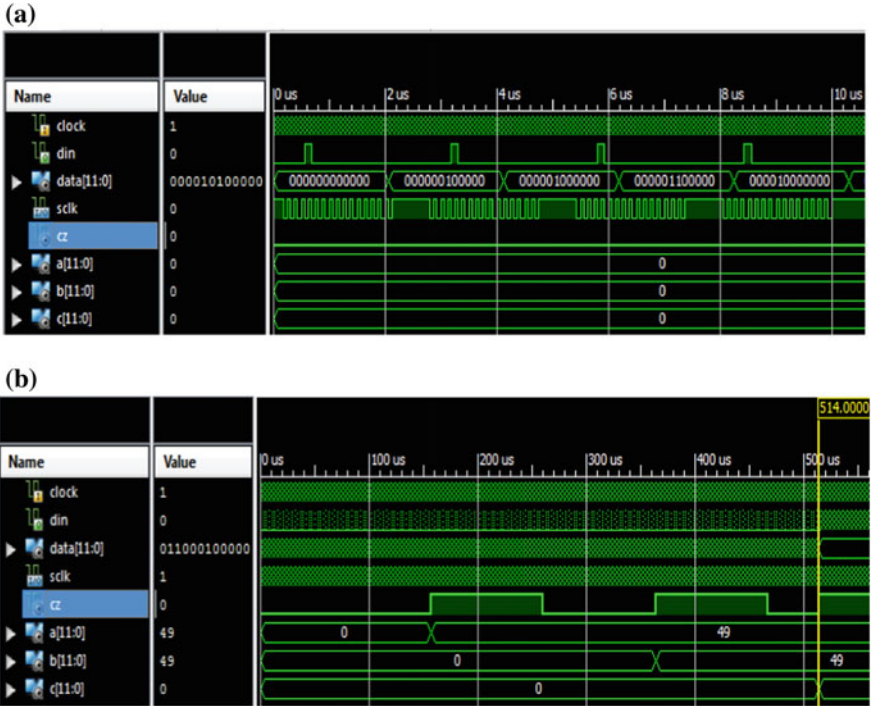 (a)
Name Value 0 us 2 us 4 us 6 us 8 us 10 us
clock 1
din 0
data[11:0] 000010100000 000000000000 000000100000 000001000000 000001100000 000010000000
sclk 0
cz 0
a[11:0] 0 0
b[11:0] 0 0
c[11:0] 0 0
(b)
514.0000
Name Value 0 us 100 us 200 us 300 us 400 us 500 us
clock 1
din 0
data[11:0] 011000100000
sclk 1
cz 0
a[11:0] 49 0 49
b[11:0] 49 0 49
c[11:0] 0 0